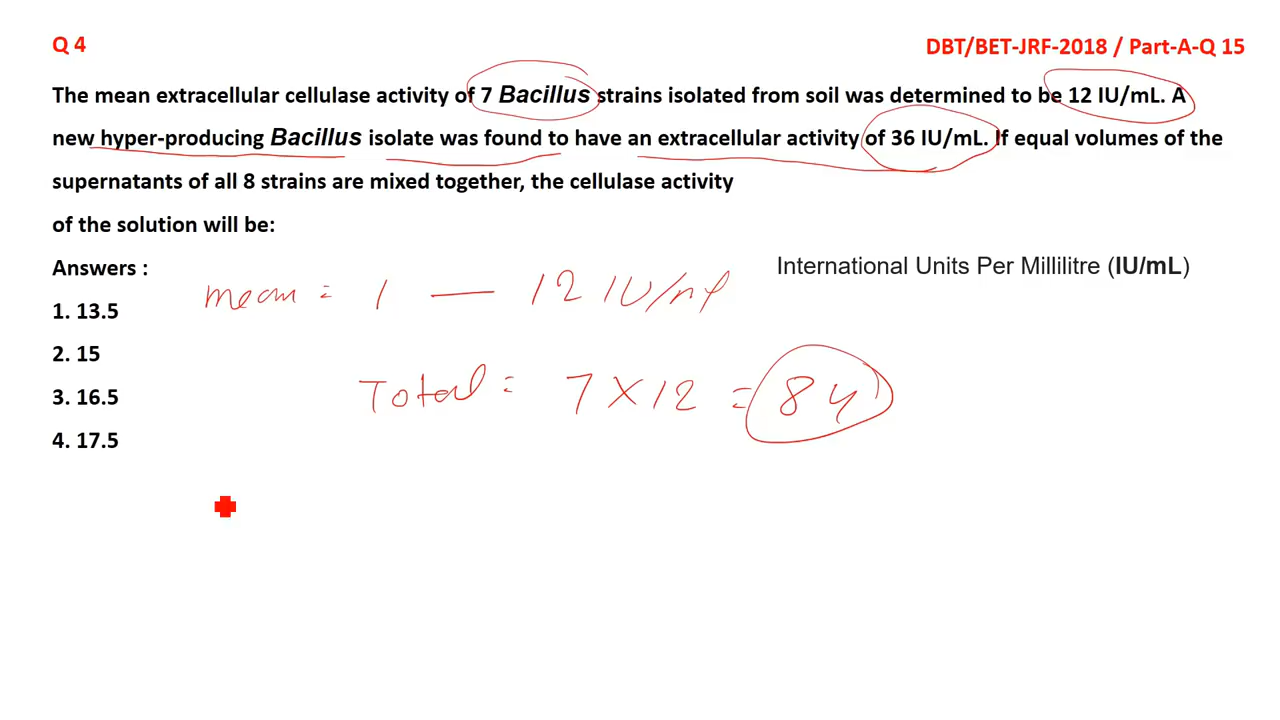 Q 4
DBT/BET-JRF-2018 / Part-A-Q 15
The mean extracellular cellulase activity of 7 Bacillus strains isolated from soil was determined to be 12 IU/mL. A
new hyper-producing Bacillus isolate was found to have an extracellular activity of 36 IU/mL. If equal volumes of the
supernatants of all 8 strains are mixed together, the cellulase activity
of the solution will be:
Answers :
International Units Per Millilitre (IU/mL)
mean = 1 — 12 IU/ml
1. 13.5
2. 15
Total = 7 X 12 = 84
3. 16.5
4. 17.5